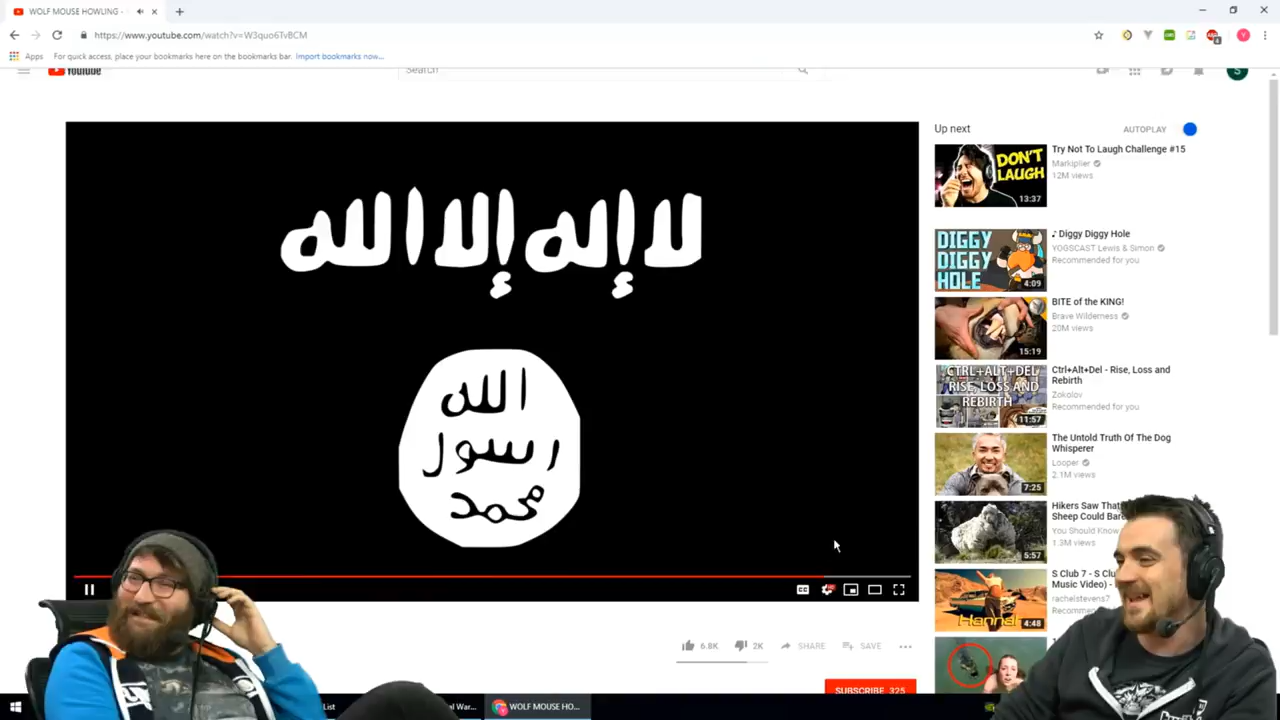 WOLF MOUSE HOWLING -
https://www.youtube.com/watch?v=W3quo6TvBCM
Apps
For quick access, place your bookmarks here on the bookmarks bar. Import bookmarks now...
YouTube
Search
S
لا إله إلا الله
الله
رسول
محمد
6.8K
2K
SHARE
SAVE
SUBSCRIBE 325
Up next
AUTOPLAY
DON'T
LAUGH
13:37
Try Not To Laugh Challenge #15
Markiplier
12M views
DIGGY
DIGGY
HOLE
4:09
♪ Diggy Diggy Hole
YOGSCAST Lewis & Simon
Recommended for you
15:19
BITE of the KING!
Brave Wilderness
20M views
CTRL+ALT+DEL
RISE, LOSS AND
REBIRTH
11:57
Ctrl+Alt+Del - Rise, Loss and
Rebirth
Zokolov
Recommended for you
7:25
The Untold Truth Of The Dog
Whisperer
Looper
2.1M views
5:57
Hikers Saw
Sheep Could
You Should
1.3M views
Hannah
4:48
S Club 7 - S
Music Video)
rachelstevens7
List
WOLF MOUSE HO...